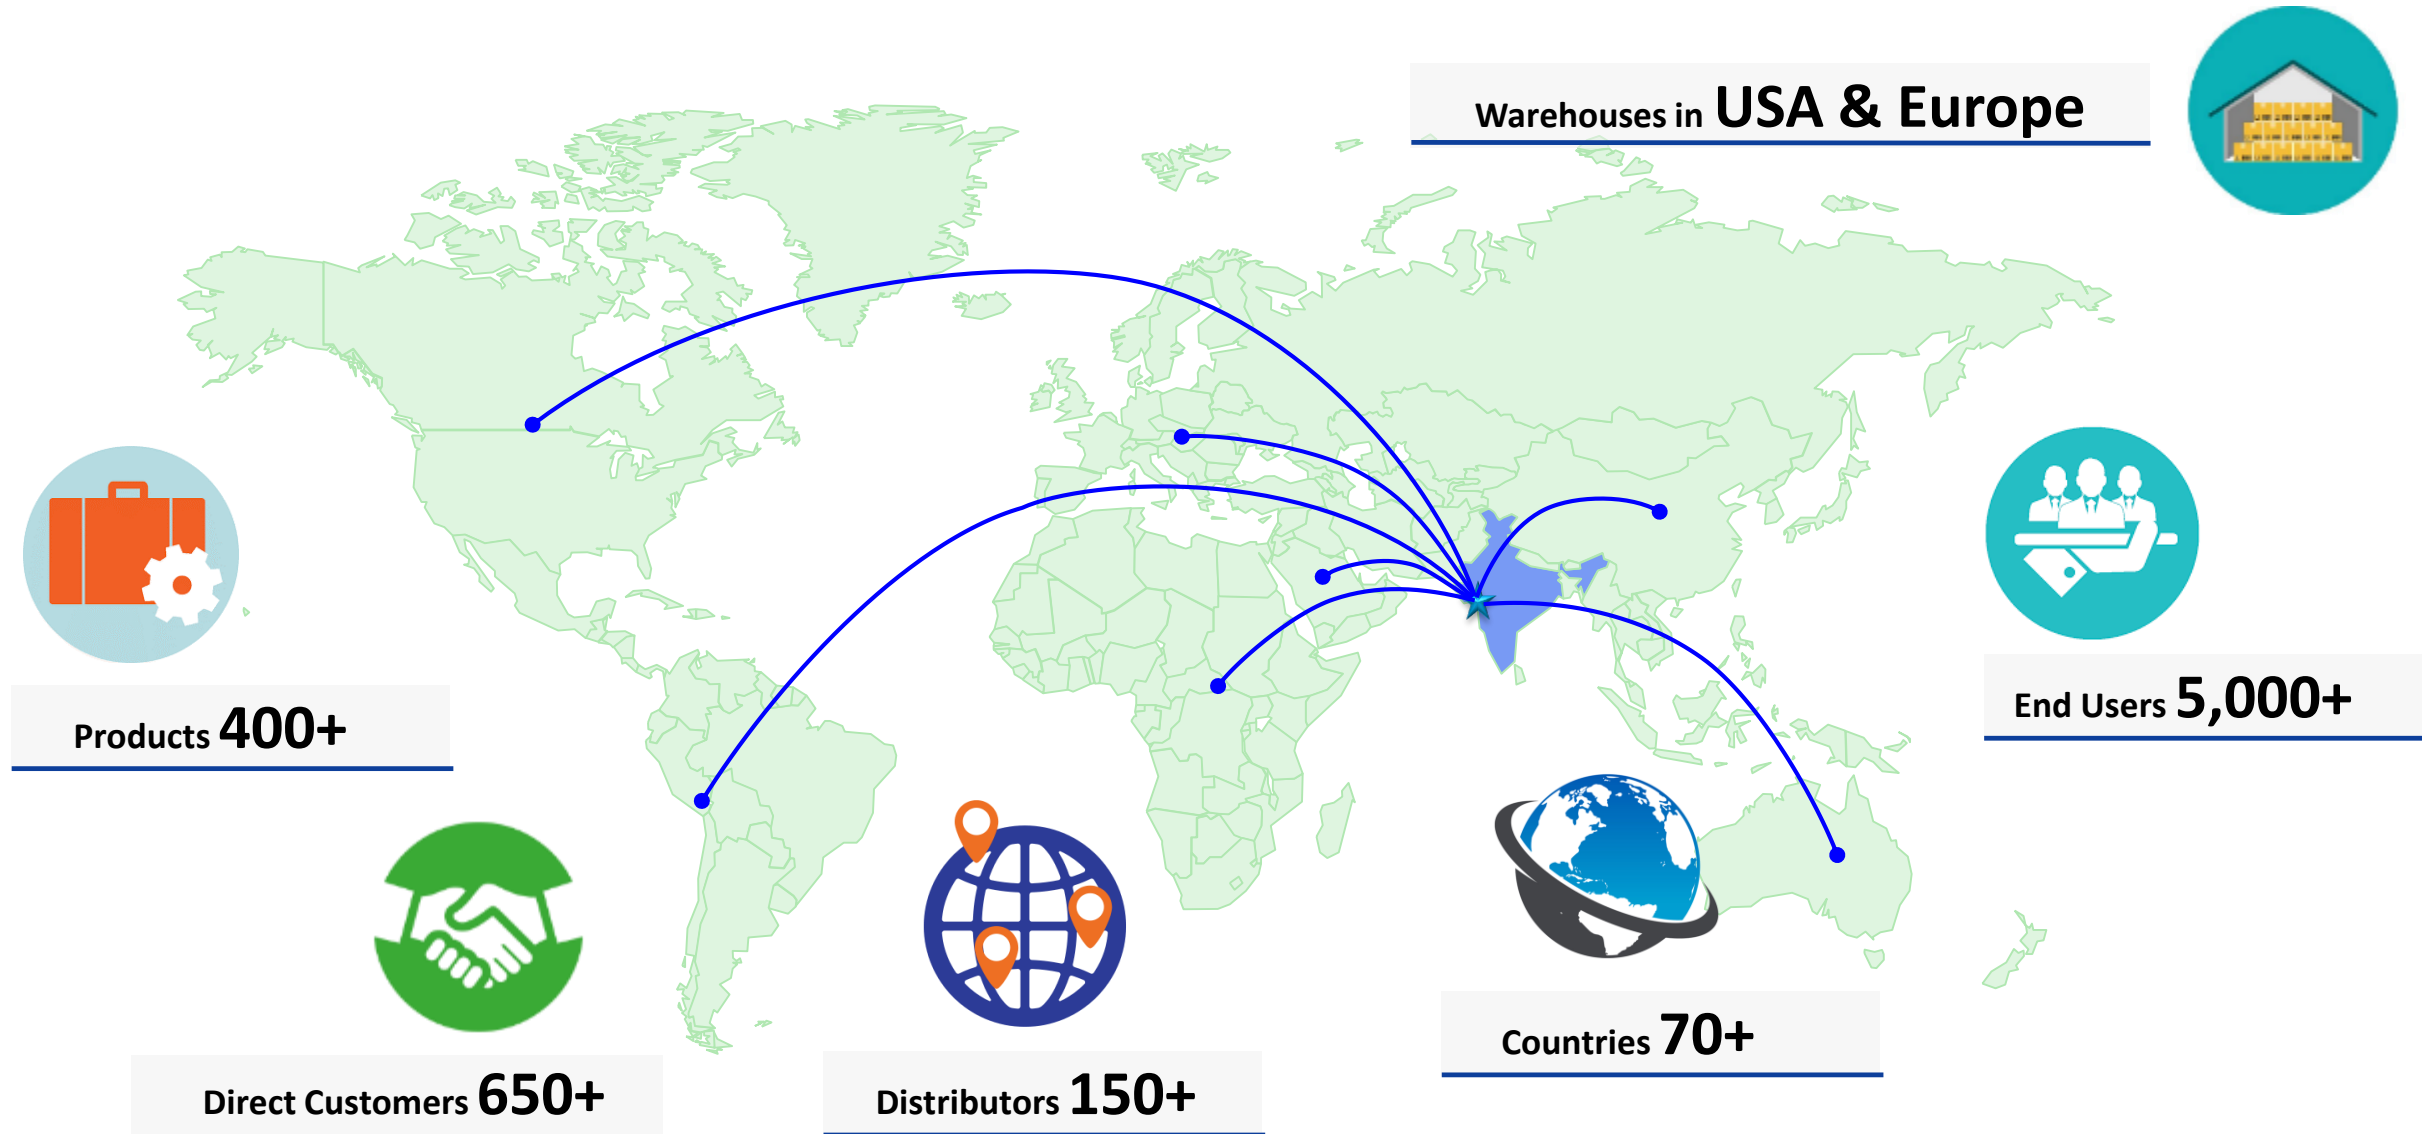 Warehouses in USA & Europe
Products 400+
End Users 5,000+
Direct Customers 650+
Distributors 150+
Countries 70+